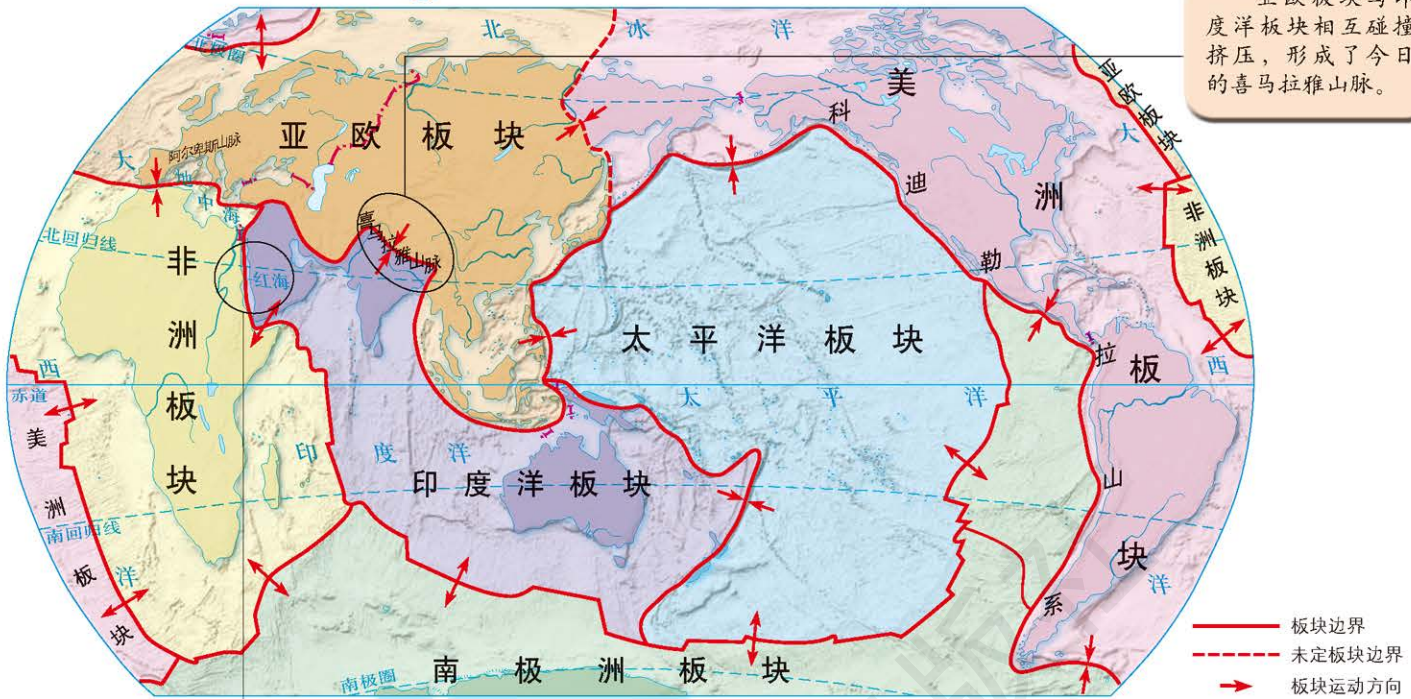 亚欧板块与印
度洋板块相互碰撞
挤压，形成了今日
的喜马拉雅山脉。
北冰洋
北极圈
亚欧板块
美洲板块
亚欧板块
大西洋
非洲板块
阿尔卑斯山脉
地中海
大西洋
北回归线
非洲板块
红海
喜马拉雅山脉
科迪勒拉山系
太平洋板块
太平洋
赤道
美洲板块
印度洋
印度洋板块
南回归线
南极洲板块
南极圈
板块边界
未定板块边界
板块运动方向